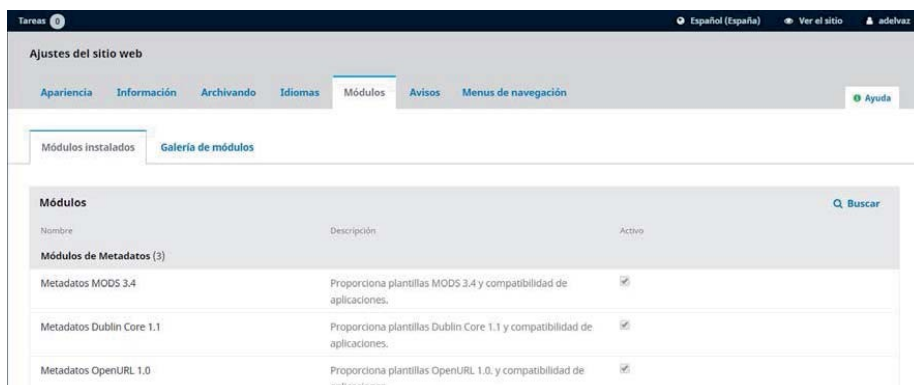 Tareas 0 Español (España) Ver el sitio adelvaz
Ajustes del sitio web
Apariencia Información Archivando Idiomas Módulos Avisos Menus de navegación Ayuda
Módulos instalados Galería de módulos
Módulos Buscar
Nombre Descripción Activo
Módulos de Metadatos (3)
Metadatos MODS 3.4 Proporciona plantillas MODS 3.4 y compatibilidad de
aplicaciones.
Metadatos Dublin Core 1.1 Proporciona plantillas Dublin Core 1.1 y compatibilidad de
aplicaciones.
Metadatos OpenURL 1.0 Proporciona plantillas OpenURL 1.0. y compatibilidad de